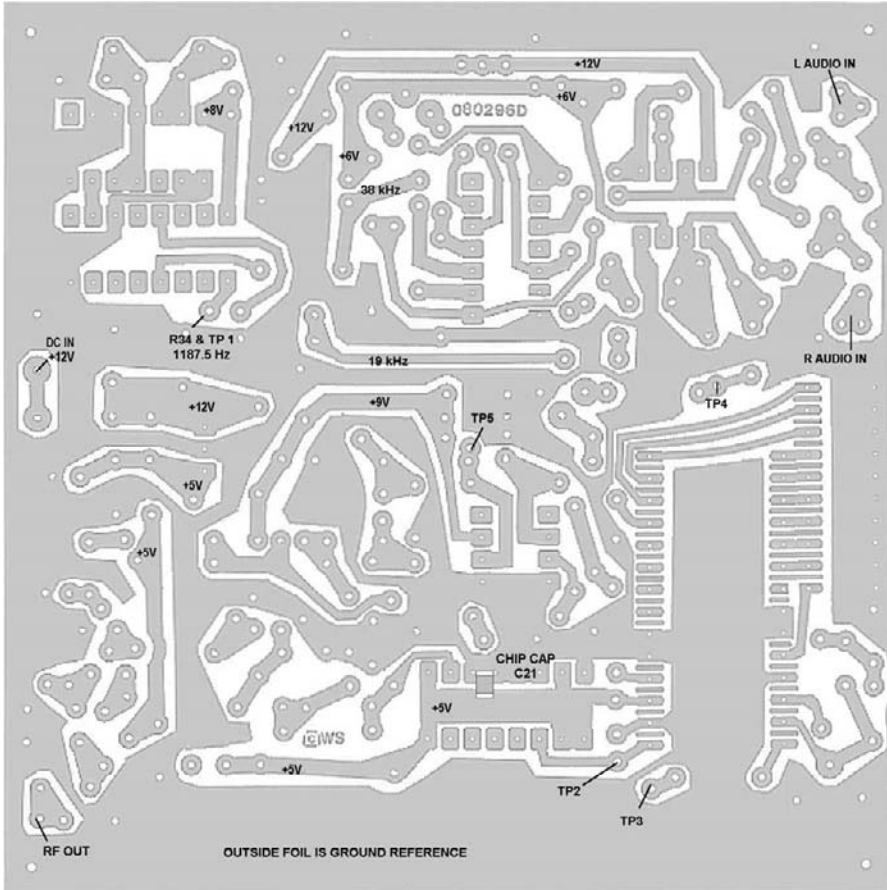 +12V
L AUDIO IN
+8V
080296D
+6V
+12V
+6V
38 kHz
R34 & TP 1
1187.5 Hz
DC IN
+12V
19 kHz
R AUDIO IN
+12V
+9V
TP4
TP5
+5V
+5V
CHIP CAP
C21
+5V
WS
+5V
TP2
TP3
RF OUT
OUTSIDE FOIL IS GROUND REFERENCE